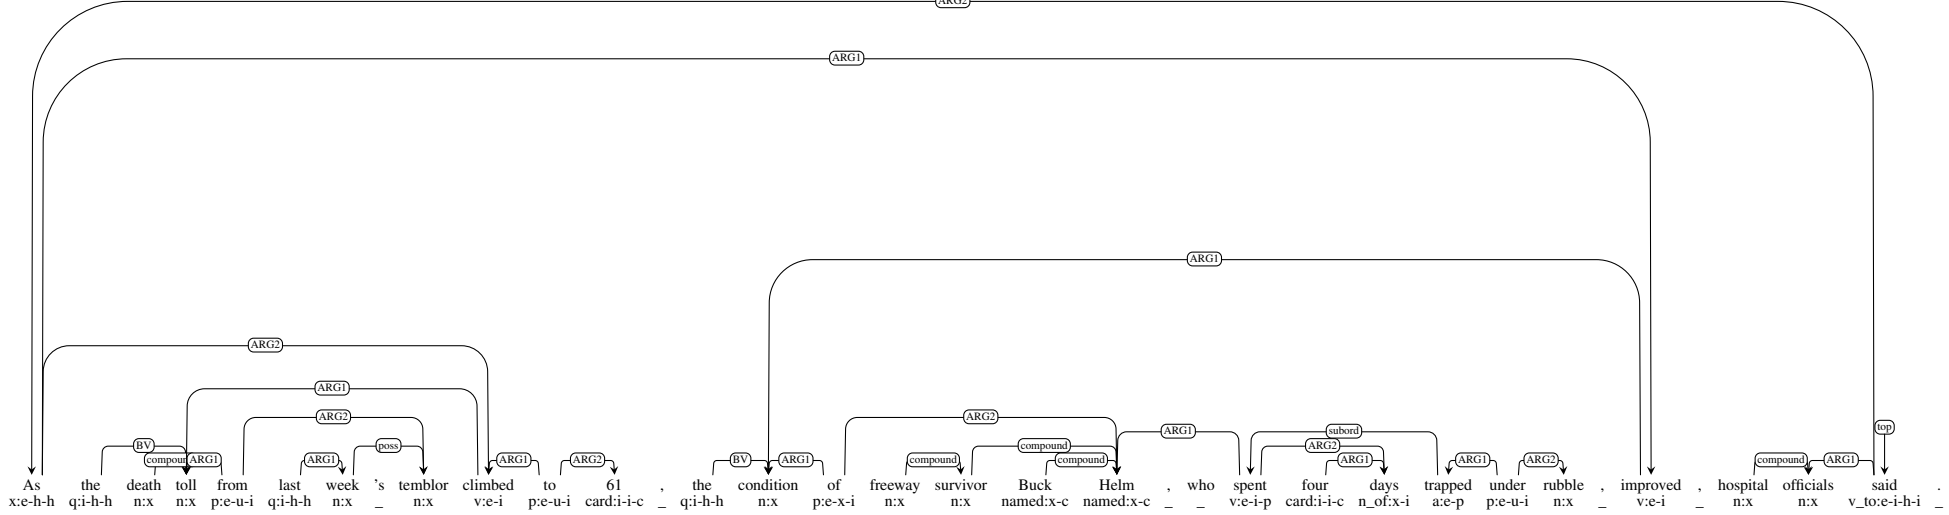 ARG2
ARG1
ARG1
ARG2
ARG1
ARG2 ARG2 ARG1 subord top
BV poss compound ARG2
compoun ARG1 ARG1 ARG1 ARG2 BV ARG1 compound compound ARG1 ARG1 ARG2 compound ARG1
As the death toll from last week 's temblor climbed to 61 , the condition of freeway survivor Buck Helm , who spent four days trapped under rubble , improved , hospital officials said .
x:e-h-h q:i-h-h n:x n:x p:e-u-i q:i-h-h n:x _ n:x v:e-i p:e-u-i card:i-i-c _ q:i-h-h n:x p:e-x-i n:x n:x named:x-c named:x-c _ _ v:e-i-p card:i-i-c n_of:x-i a:e-p p:e-u-i n:x _ v:e-i _ n:x n:x v_to:e-i-h-i _